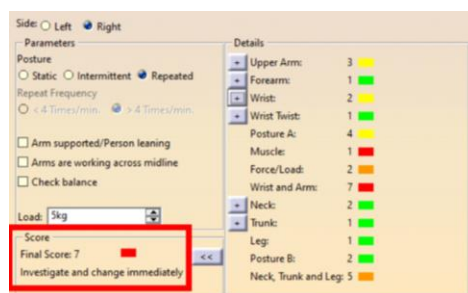 Side: Left Right
Parameters
Posture
Static Intermittent Repeated
Repeat Frequency
< 4 Times/min. > 4 Times/min.
Arm supported/Person leaning
Arms are working across midline
Check balance
Load: 5kg
Score
Final Score: 7
Investigate and change immediately
<<
Details
+ Upper Arm: 3
+ Forearm: 1
+ Wrist: 2
+ Wrist Twist: 1
Posture A: 4
Muscle: 1
Force/Load: 2
Wrist and Arm: 7
+ Neck: 2
+ Trunk: 1
Leg: 1
Posture B: 2
Neck, Trunk and Leg: 5